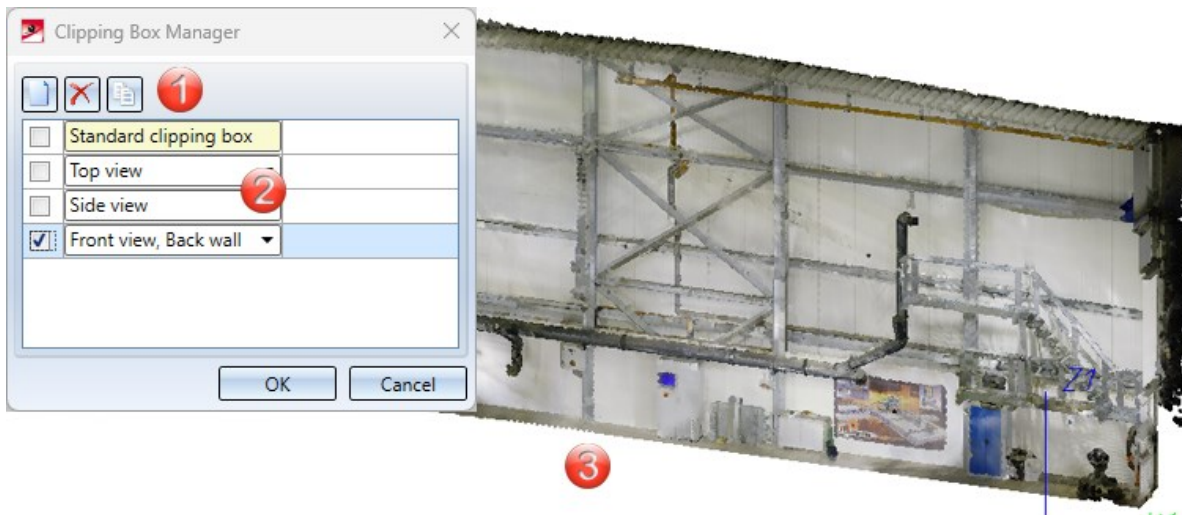 Clipping Box Manager
1
Standard clipping box
Top view
2
Side view
Front view, Back wall
OK
Cancel
Z1
3